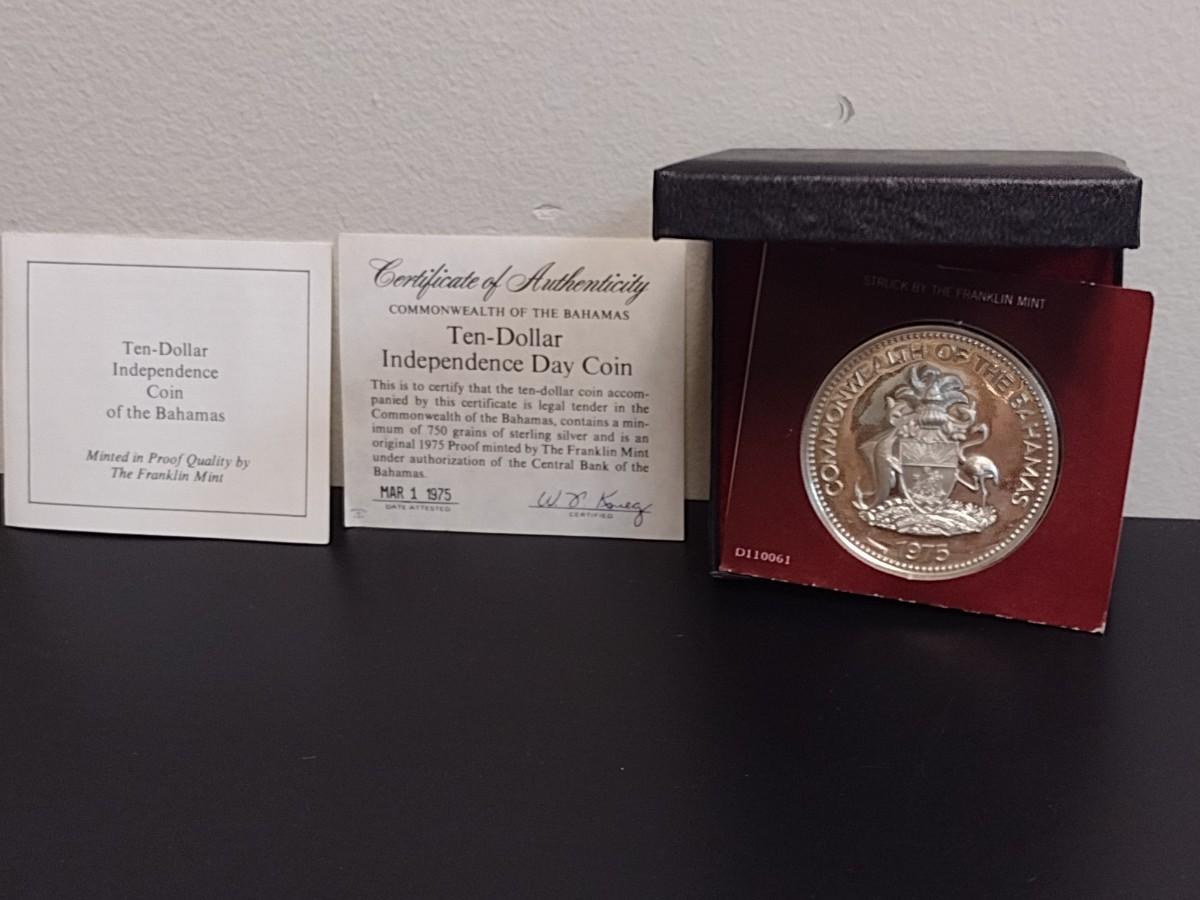 Ten-Dollar
Independence
Coin
of the Bahamas
Minted in Proof Quality by
The Franklin Mint
Certificate of Authenticity
COMMONWEALTH OF THE BAHAMAS
Ten-Dollar
Independence Day Coin
This is to certify that the ten-dollar coin accom-
panied by this certificate is legal tender in the
Commonwealth of the Bahamas, contains a min-
imum of 750 grains of sterling silver and is an
original 1975 Proof minted by The Franklin Mint
under authorization of the Central Bank of the
Bahamas.
MAR 1 1975
DATE ATTESTED
CERTIFIED
STRUCK BY THE FRANKLIN MINT
COMMONWEALTH OF THE BAHAMAS
1975
D110061